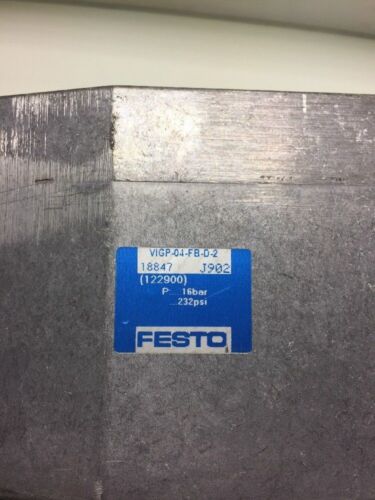 VIGP-04-FB-D-2
18847 J902
(122900)
P: ...16bar
...232psi
FESTO